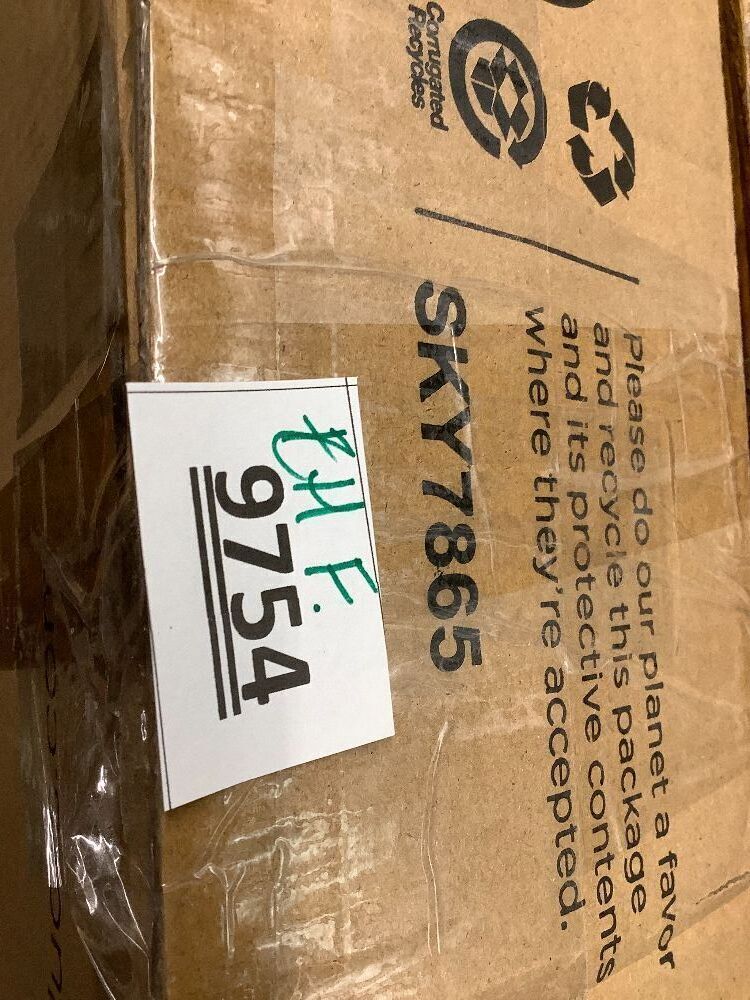 Corrugated
Recycles
Please do our planet a favor
and recycle this package
and its protective contents
where they're accepted.
SKY7865
9754